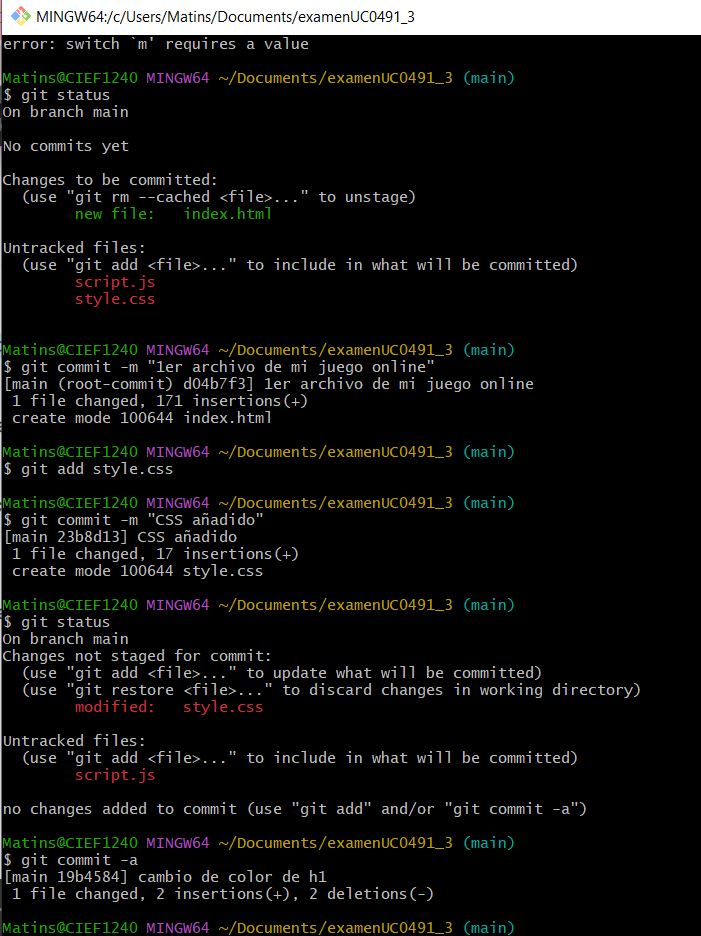 MINGW64:/c/Users/Matins/Documents/examenUC0491_3
error: switch `m' requires a value
Matins@CIEF1240 MINGW64 ~/Documents/examenUC0491_3 (main)
$ git status
On branch main
No commits yet
Changes to be committed:
(use "git rm --cached <file>..." to unstage)
new file:   index.html
Untracked files:
(use "git add <file>..." to include in what will be committed)
script.js
style.css
Matins@CIEF1240 MINGW64 ~/Documents/examenUC0491_3 (main)
$ git commit -m "1er archivo de mi juego online"
[main (root-commit) d04b7f3] 1er archivo de mi juego online
1 file changed, 171 insertions(+)
create mode 100644 index.html
Matins@CIEF1240 MINGW64 ~/Documents/examenUC0491_3 (main)
$ git add style.css
Matins@CIEF1240 MINGW64 ~/Documents/examenUC0491_3 (main)
$ git commit -m "CSS añadido"
[main 23b8d13] CSS añadido
1 file changed, 17 insertions(+)
create mode 100644 style.css
Matins@CIEF1240 MINGW64 ~/Documents/examenUC0491_3 (main)
$ git status
On branch main
Changes not staged for commit:
(use "git add <file>..." to update what will be committed)
(use "git restore <file>..." to discard changes in working directory)
modified:   style.css
Untracked files:
(use "git add <file>..." to include in what will be committed)
script.js
no changes added to commit (use "git add" and/or "git commit -a")
Matins@CIEF1240 MINGW64 ~/Documents/examenUC0491_3 (main)
$ git commit -a
[main 19b4584] cambio de color de h1
1 file changed, 2 insertions(+), 2 deletions(-)
Matins@CIEF1240 MINGW64 ~/Documents/examenUC0491_3 (main)